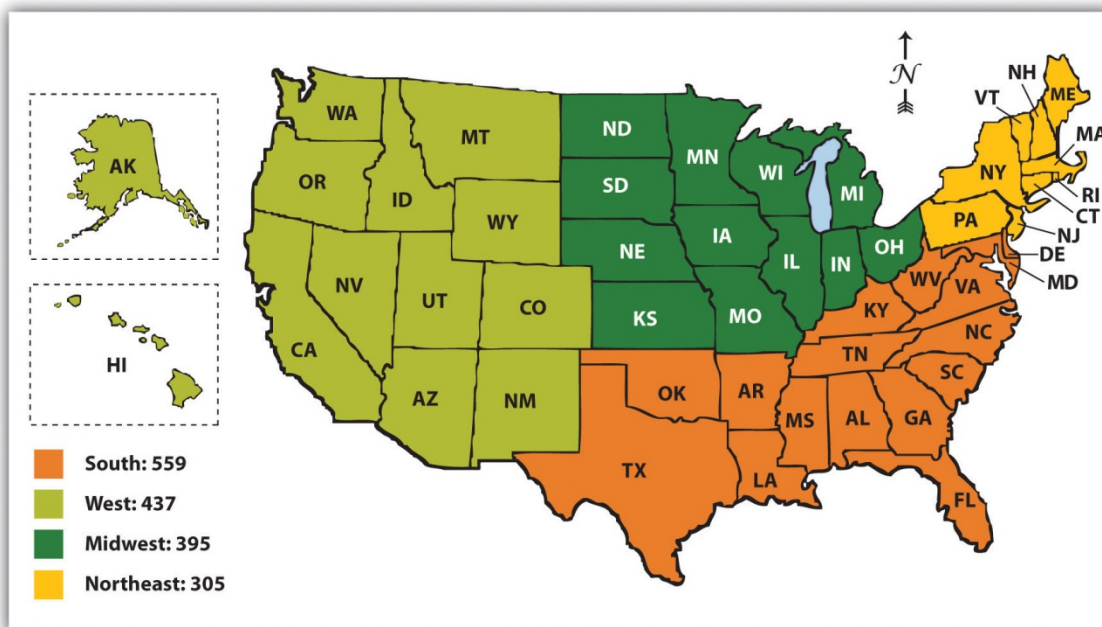 N
NH
VT
ME
WA
MT
ND
MN
MA
AK
OR
ID
SD
WI
MI
NY
RI
WY
CT
PA
NJ
IA
NE
OH
DE
IL
IN
NV
UT
CO
WV
VA
MD
KS
MO
KY
CA
HI
NC
TN
AZ
NM
OK
AR
SC
MS
AL
GA
TX
LA
FL
South: 559
West: 437
Midwest: 395
Northeast: 305